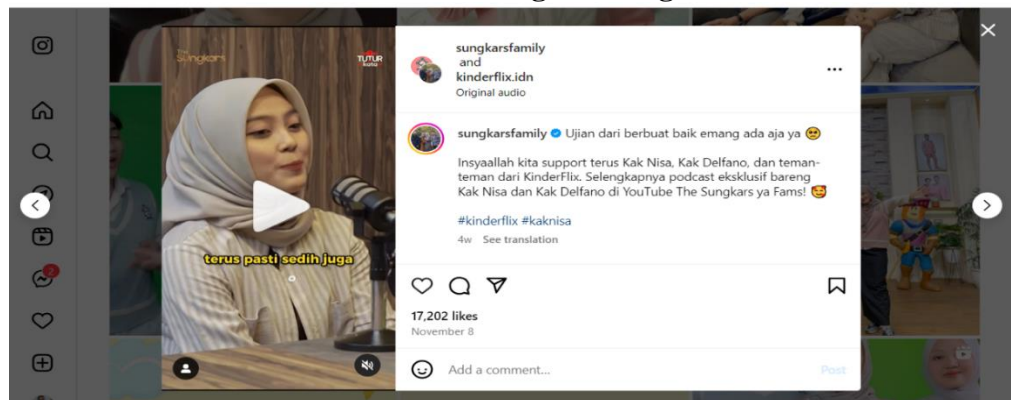 The
Sungkars
TUTUR
sungkarsfamily
and
kinderflix.idn
Original audio
sungkarsfamily Ujian dari berbuat baik emang ada aja ya 🥺
Insyaallah kita support terus Kak Nisa, Kak Delfano, dan teman-
teman dari KinderFlix. Selengkapnya podcast eksklusif bareng
Kak Nisa dan Kak Delfano di YouTube The Sungkars ya Fams! 🥰
#kinderflix #kaknisa
4w See translation
terus pasti sedih juga
17,202 likes
November 8
Add a comment...
Post
2